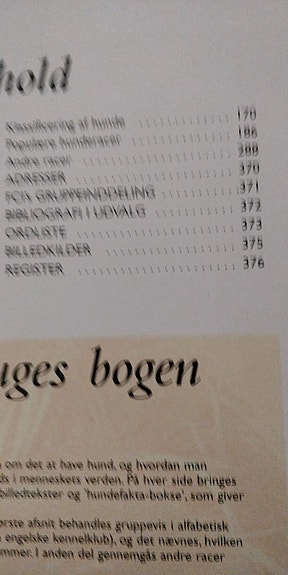 hold
Klassificering af hunde 170
Populære hunderacer 186
Andre racer 288
ADRESSER 370
FCI's GRUPPEINDDELING 371
BIBLIOGRAFI I UDVALG 372
ORDLISTE 373
BILLEDKILDER 375
REGISTER 376
uges bogen
om det at have hund, og hvordan man
ds i menneskets verden. På hver side bringes
billedtekster og 'hundefakta-bokse', som giver
ørste afsnit behandles gruppevis i alfabetisk
engelske kennelklub), og det nævnes, hvilken
mmer. I anden del gennemgås andre racer